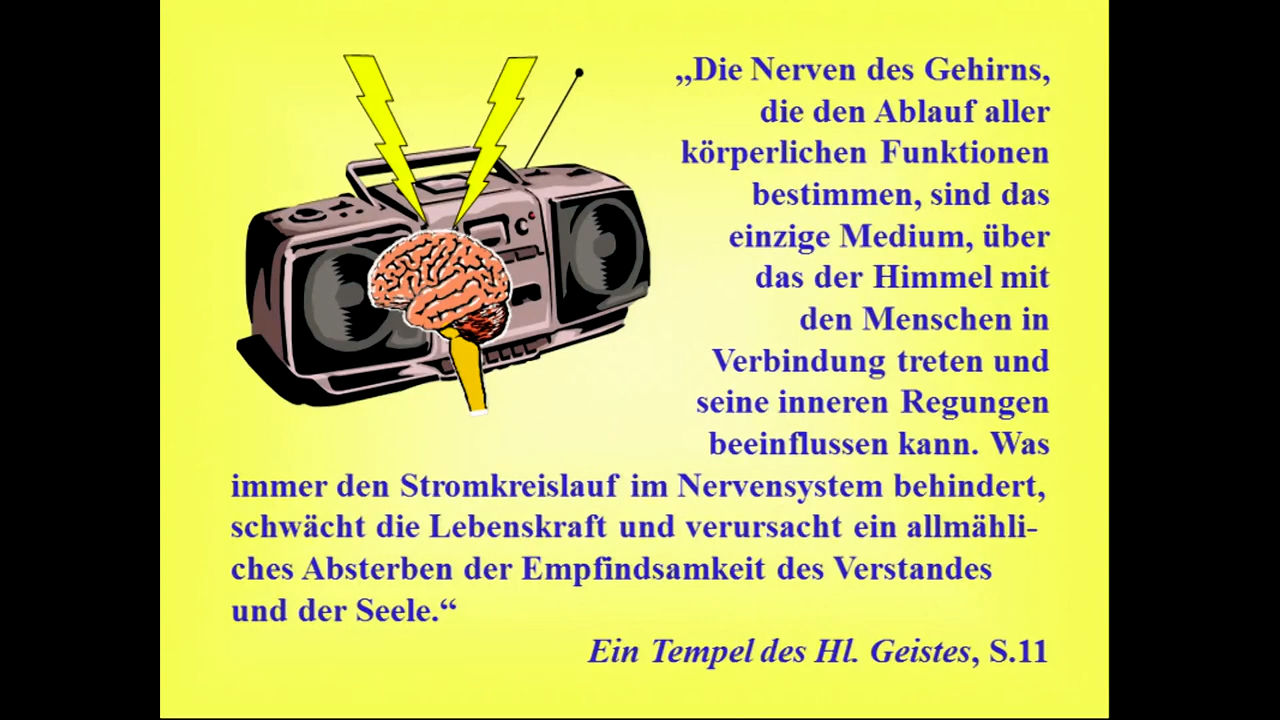 „Die Nerven des Gehirns,
die den Ablauf aller
körperlichen Funktionen
bestimmen, sind das
einzige Medium, über
das der Himmel mit
den Menschen in
Verbindung treten und
seine inneren Regungen
beeinflussen kann. Was
immer den Stromkreislauf im Nervensystem behindert,
schwächt die Lebenskraft und verursacht ein allmähli-
ches Absterben der Empfindsamkeit des Verstandes
und der Seele.“
Ein Tempel des Hl. Geistes, S.11